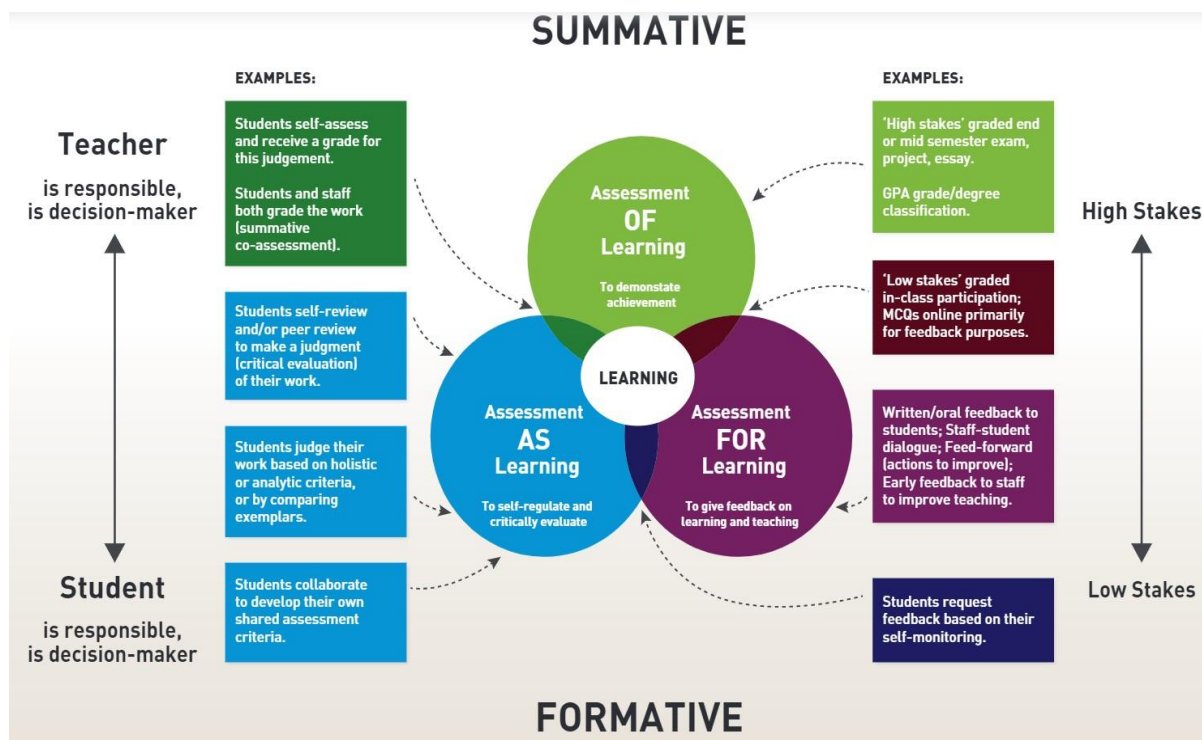 SUMMATIVE
EXAMPLES:
EXAMPLES:
Teacher
is responsible,
is decision-maker
Student
is responsible,
is decision-maker
Students self-assess
and receive a grade for
this judgement.
Students and staff
both grade the work
(summative
co-assessment).
Students self-review
and/or peer review
to make a judgment
(critical evaluation)
of their work.
Students judge their
work based on holistic
or analytic criteria,
or by comparing
exemplars.
Students collaborate
to develop their own
shared assessment
criteria.
Assessment
OF
Learning
To demonstate
achievement
LEARNING
Assessment
AS
Learning
To self-regulate and
critically evaluate
Assessment
FOR
Learning
To give feedback on
learning and teaching
'High stakes' graded end
or mid semester exam,
project, essay.
GPA grade/degree
classification.
'Low stakes' graded
in-class participation;
MCQs online primarily
for feedback purposes.
Written/oral feedback to
students; Staff-student
dialogue; Feed-forward
(actions to improve);
Early feedback to staff
to improve teaching.
Students request
feedback based on their
self-monitoring.
High Stakes
Low Stakes
FORMATIVE